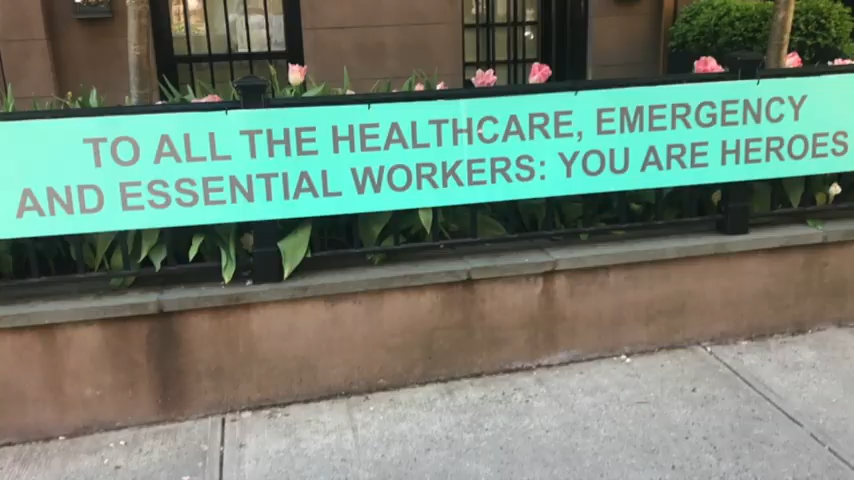 TO ALL THE HEALTHCARE, EMERGENCY
AND ESSENTIAL WORKERS: YOU ARE HEROES